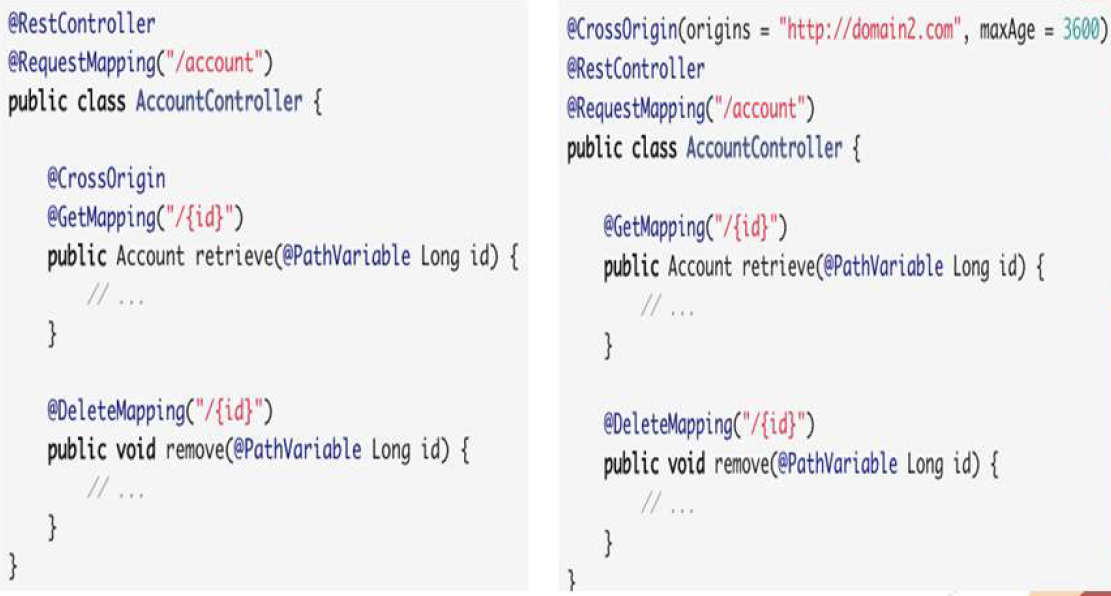 @RestController
@RequestMapping("/account")
public class AccountController {
@CrossOrigin
@GetMapping("/{id}")
public Account retrieve(@PathVariable Long id) {
// ...
}
@DeleteMapping("/{id}")
public void remove(@PathVariable Long id) {
// ...
}
}
@CrossOrigin(origins = "http://domain2.com", maxAge = 3600)
@RestController
@RequestMapping("/account")
public class AccountController {
@GetMapping("/{id}")
public Account retrieve(@PathVariable Long id) {
// ...
}
@DeleteMapping("/{id}")
public void remove(@PathVariable Long id) {
// ...
}
}